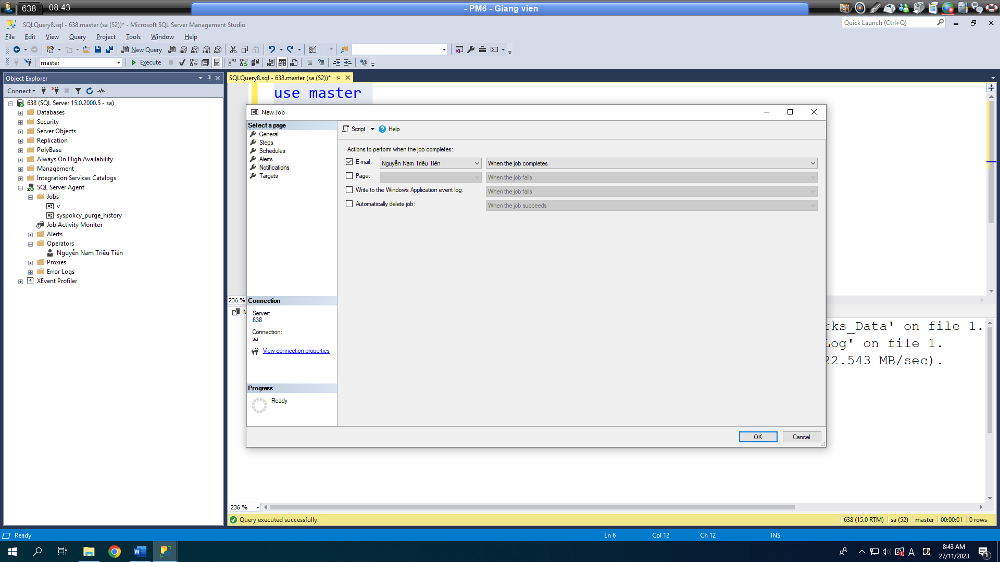 638
08:43
- PM6 - Giang vien
SQLQuery8.sql - 638.master (sa (52))* - Microsoft SQL Server Management Studio
Quick Launch (Ctrl+Q)
File Edit View Query Project Tools Window Help
New Query MDX DMX XMLA DAX
master
Execute
Object Explorer
SQLQuery8.sql - 638.master (sa (52))*
Connect
638 (SQL Server 15.0.2000.5 - sa)
Databases
Security
Server Objects
Replication
PolyBase
Always On High Availability
Management
Integration Services Catalogs
SQL Server Agent
Jobs
v
syspolicy_purge_history
Job Activity Monitor
Alerts
Operators
Nguyễn Nam Triều Tiên
Proxies
Error Logs
XEvent Profiler
use master
New Job
Select a page
General
Steps
Schedules
Alerts
Notifications
Targets
Script
Help
Actions to perform when the job completes:
E-mail: Nguyễn Nam Triều Tiên When the job completes
Page: When the job fails
Write to the Windows Application event log: When the job fails
Automatically delete job: When the job succeeds
Connection
Server:
638
Connection:
sa
View connection properties
Progress
Ready
OK
Cancel
236 %
M
rks_Data' on file 1.
Log' on file 1.
22.543 MB/sec).
236 %
Query executed successfully.
638 (15.0 RTM) sa (52) master 00:00:01 0 rows
Ready
Ln 6 Col 12 Ch 12 INS
A
8:43 AM
27/11/2023
1